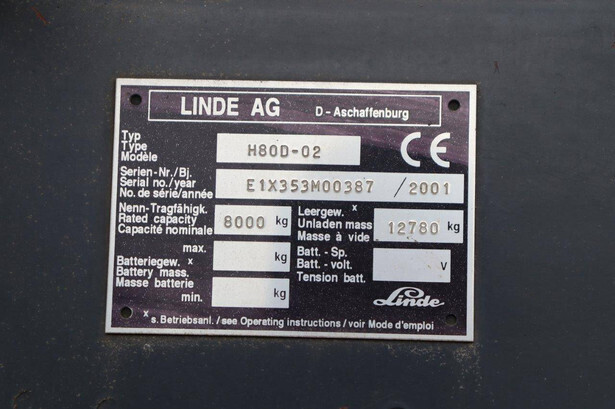 LINDE AG D - Aschaffenburg
Typ
Type
Modèle
H80D-02
CE
Serien-Nr./Bj.
Serial no./year
No. de série/année
E1X353M00387 / 2001
Nenn-Tragfähigk.
Rated capacity
Capacité nominale
8000 kg
Leergew. x
Unladen mass
Masse à vide
12780 kg
max.
Batteriegew. x
Battery mass.
Masse batterie
min.
kg
kg
Batt. - Sp.
Batt. - volt.
Tension batt.
V
Linde
x s. Betriebsanl. / see Operating instructions / voir Mode d'emploi